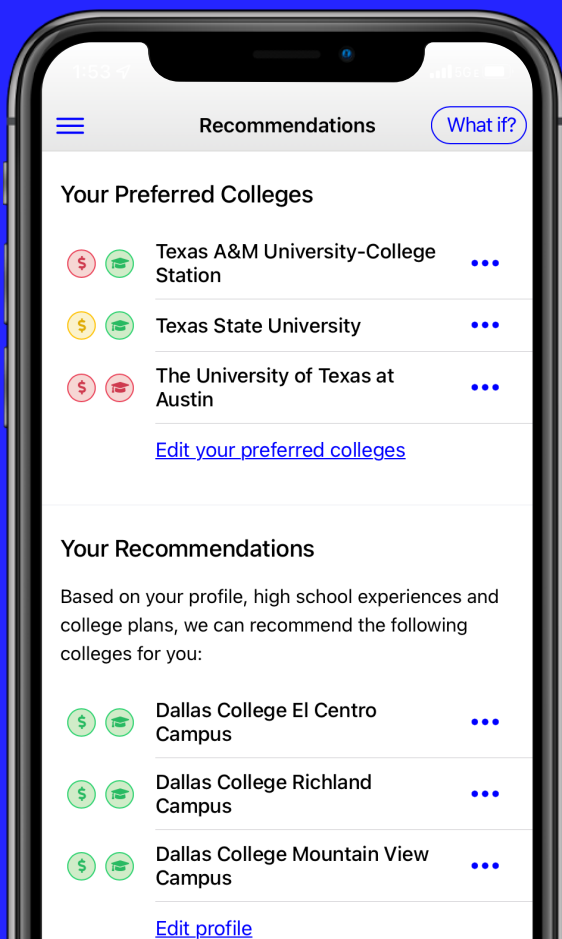 1:53
5G
Recommendations
What if?
Your Preferred Colleges
$
Texas A&M University-College
Station
$
Texas State University
$
The University of Texas at
Austin
Edit your preferred colleges
Your Recommendations
Based on your profile, high school experiences and
college plans, we can recommend the following
colleges for you:
$
Dallas College El Centro
Campus
$
Dallas College Richland
Campus
$
Dallas College Mountain View
Campus
Edit profile